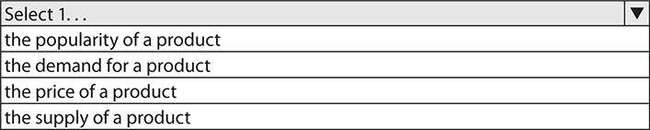 Select 1. . .
the popularity of a product
the demand for a product
the price of a product
the supply of a product